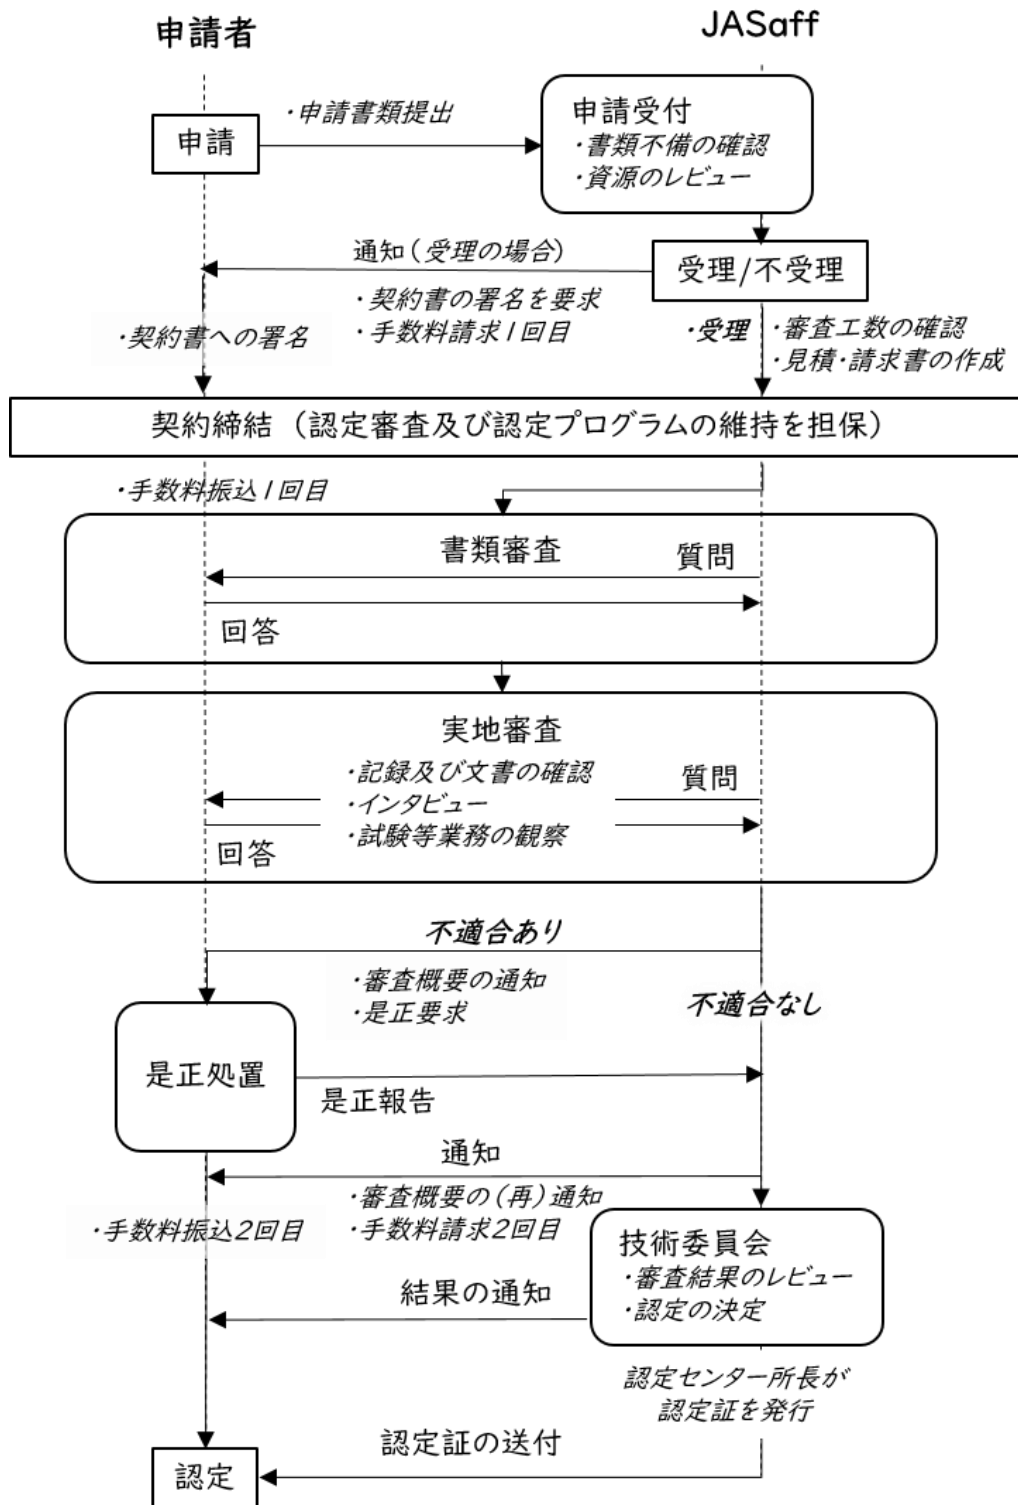 申請者
JASaff
申請
・申請書類提出
申請受付
・書類不備の確認
・資源のレビュー
通知(受理の場合)
受理/不受理
・契約書の署名を要求
・手数料請求1回目
・契約書への署名
・受理
・審査工数の確認
・見積・請求書の作成
契約締結(認定審査及び認定プログラムの維持を担保)
・手数料振込1回目
書類審査
質問
回答
実地審査
・記録及び文書の確認
・インタビュー
・試験等業務の観察
質問
回答
不適合あり
・審査概要の通知
・是正要求
不適合なし
是正処置
是正報告
通知
・審査概要の(再)通知
・手数料請求2回目
・手数料振込2回目
技術委員会
・審査結果のレビュー
・認定の決定
結果の通知
認定センター所長が
認定証を発行
認定証の送付
認定